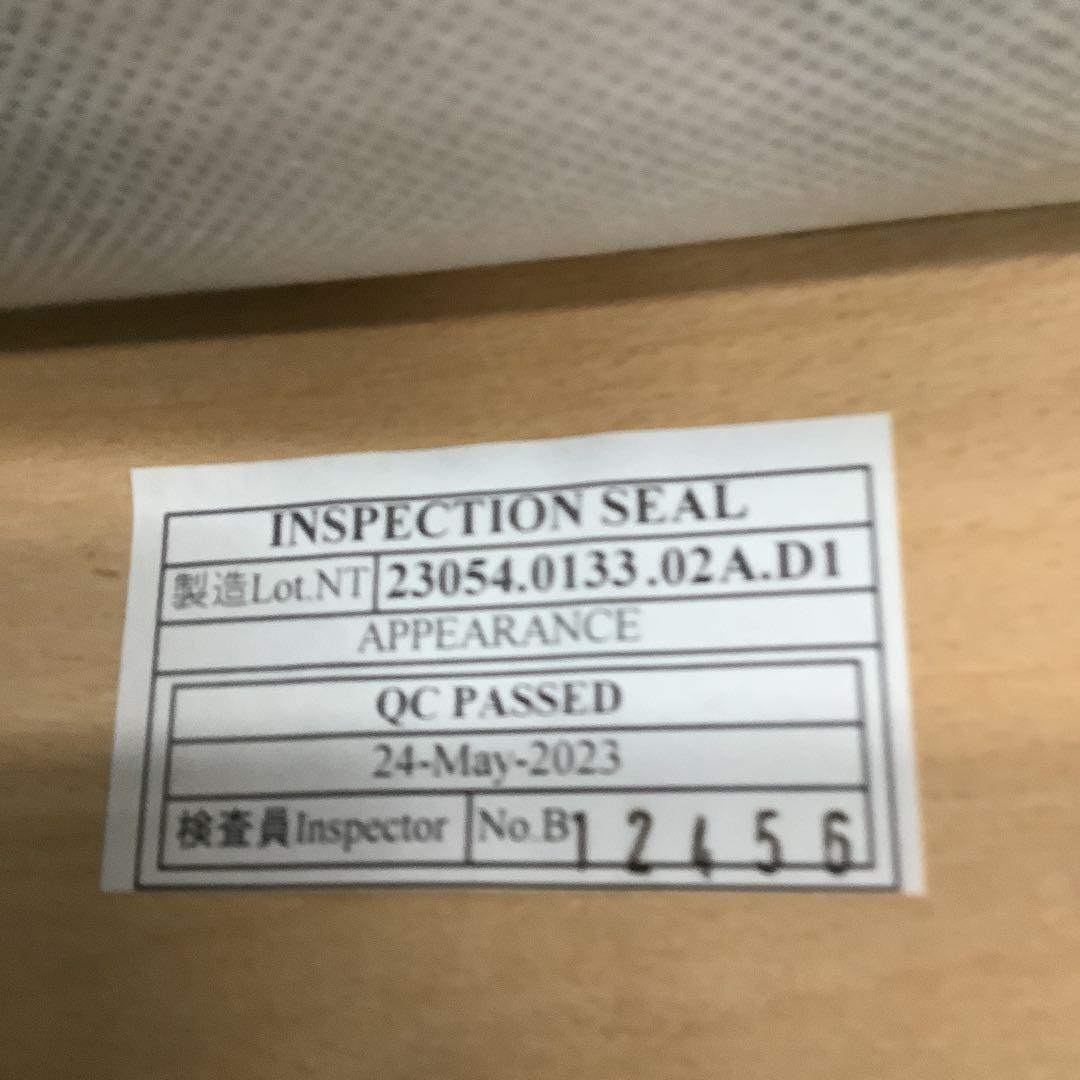 INSPECTION SEAL
製造Lot.NT 23054.0133.02A.D1
APPEARANCE
QC PASSED
24-May-2023
検査員Inspector No.B12456